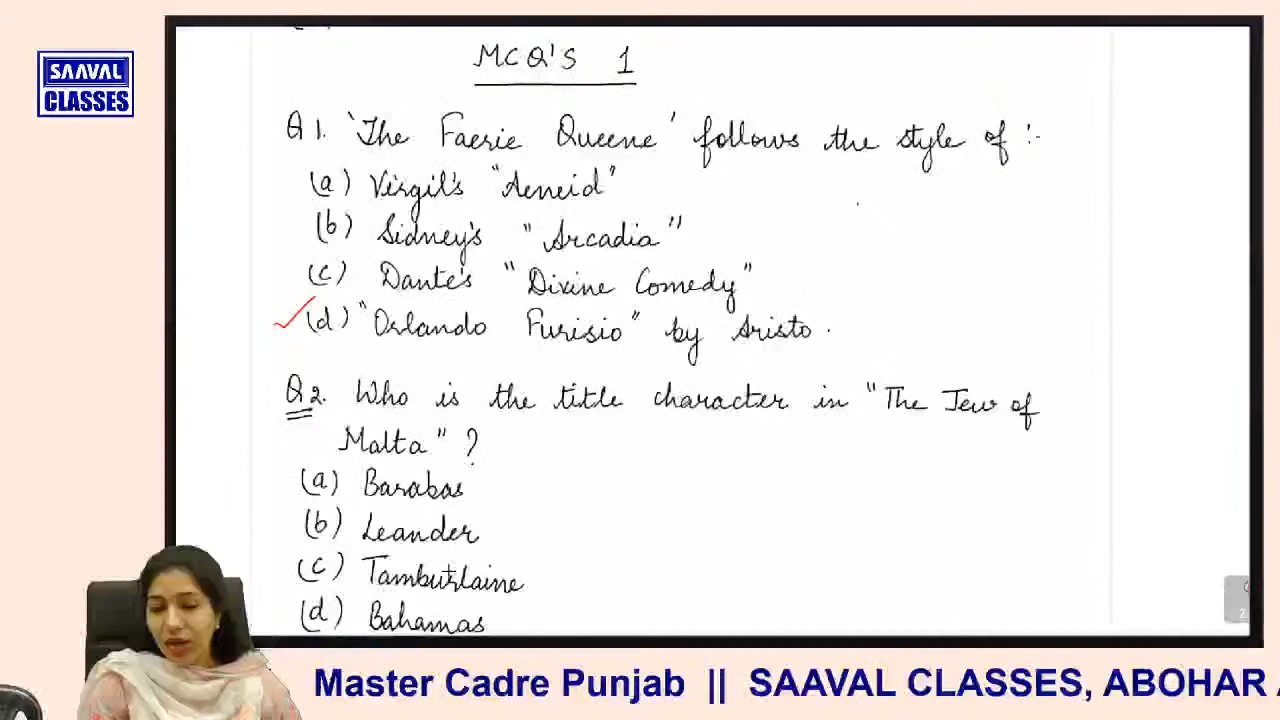 SAAVAL
CLASSES
MCQ'S 1
Q 1. 'The Faerie Queene' follows the style of :-
(a) Virgil's "Aeneid"
(b) Sidney's "Arcadia"
(c) Dante's "Divine Comedy"
(d) "Orlando Furisio" by Aristo.
Q 2. Who is the title character in "The Jew of
Malta" ?
(a) Barabas
(b) Leander
(c) Tamburlaine
(d) Bahamas
Master Cadre Punjab || SAAVAL CLASSES, ABOHAR